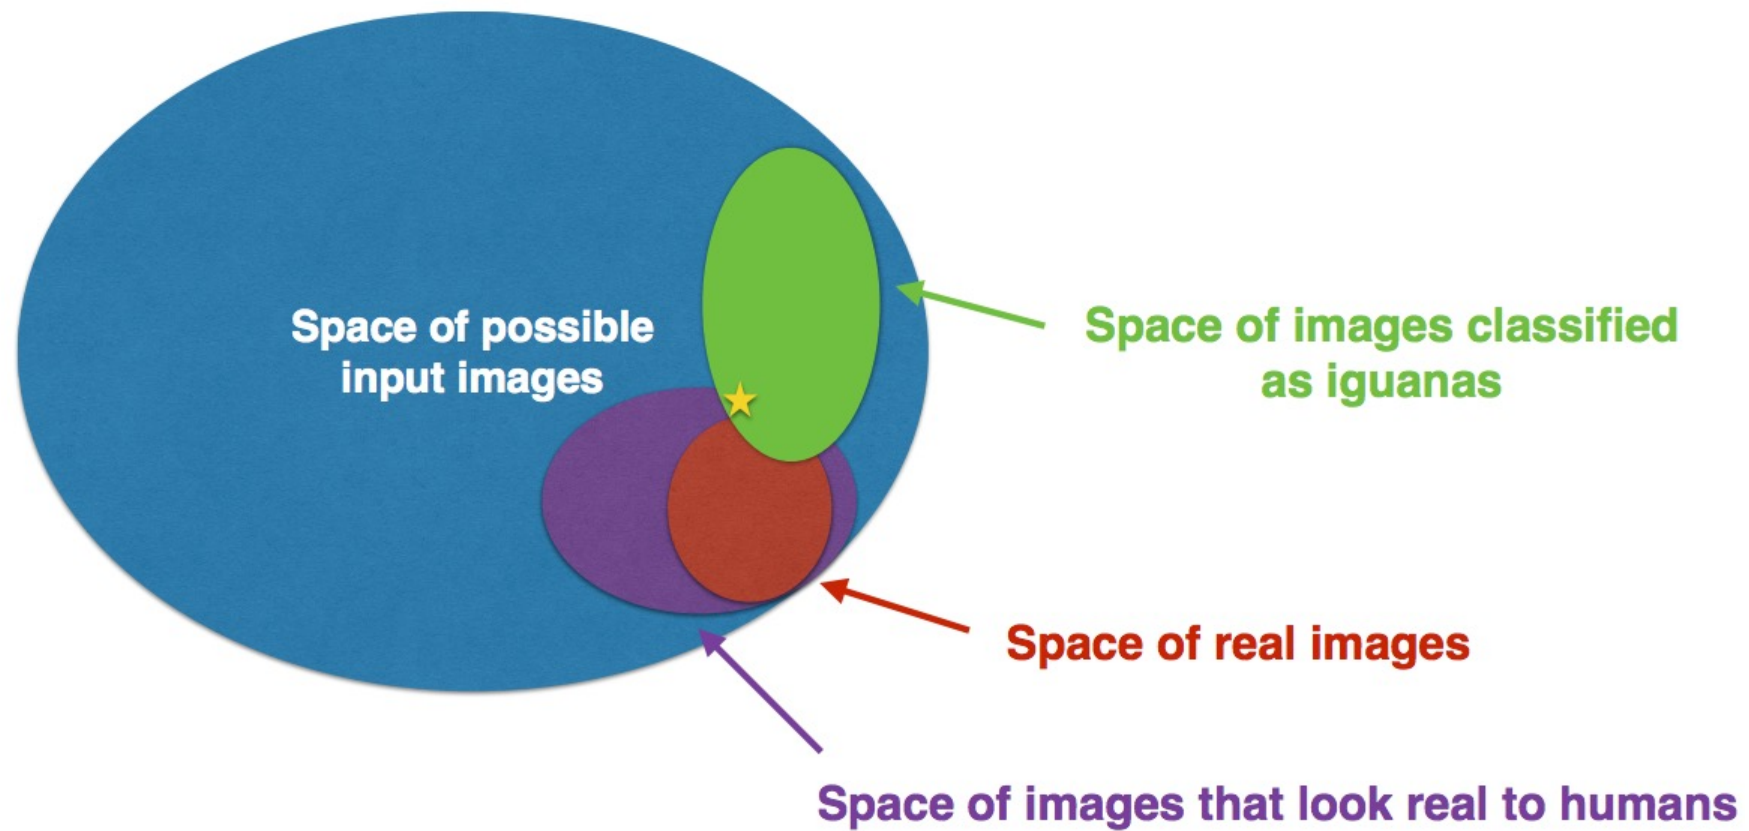 Space of possible
input images
Space of images classified
as iguanas
Space of real images
Space of images that look real to humans